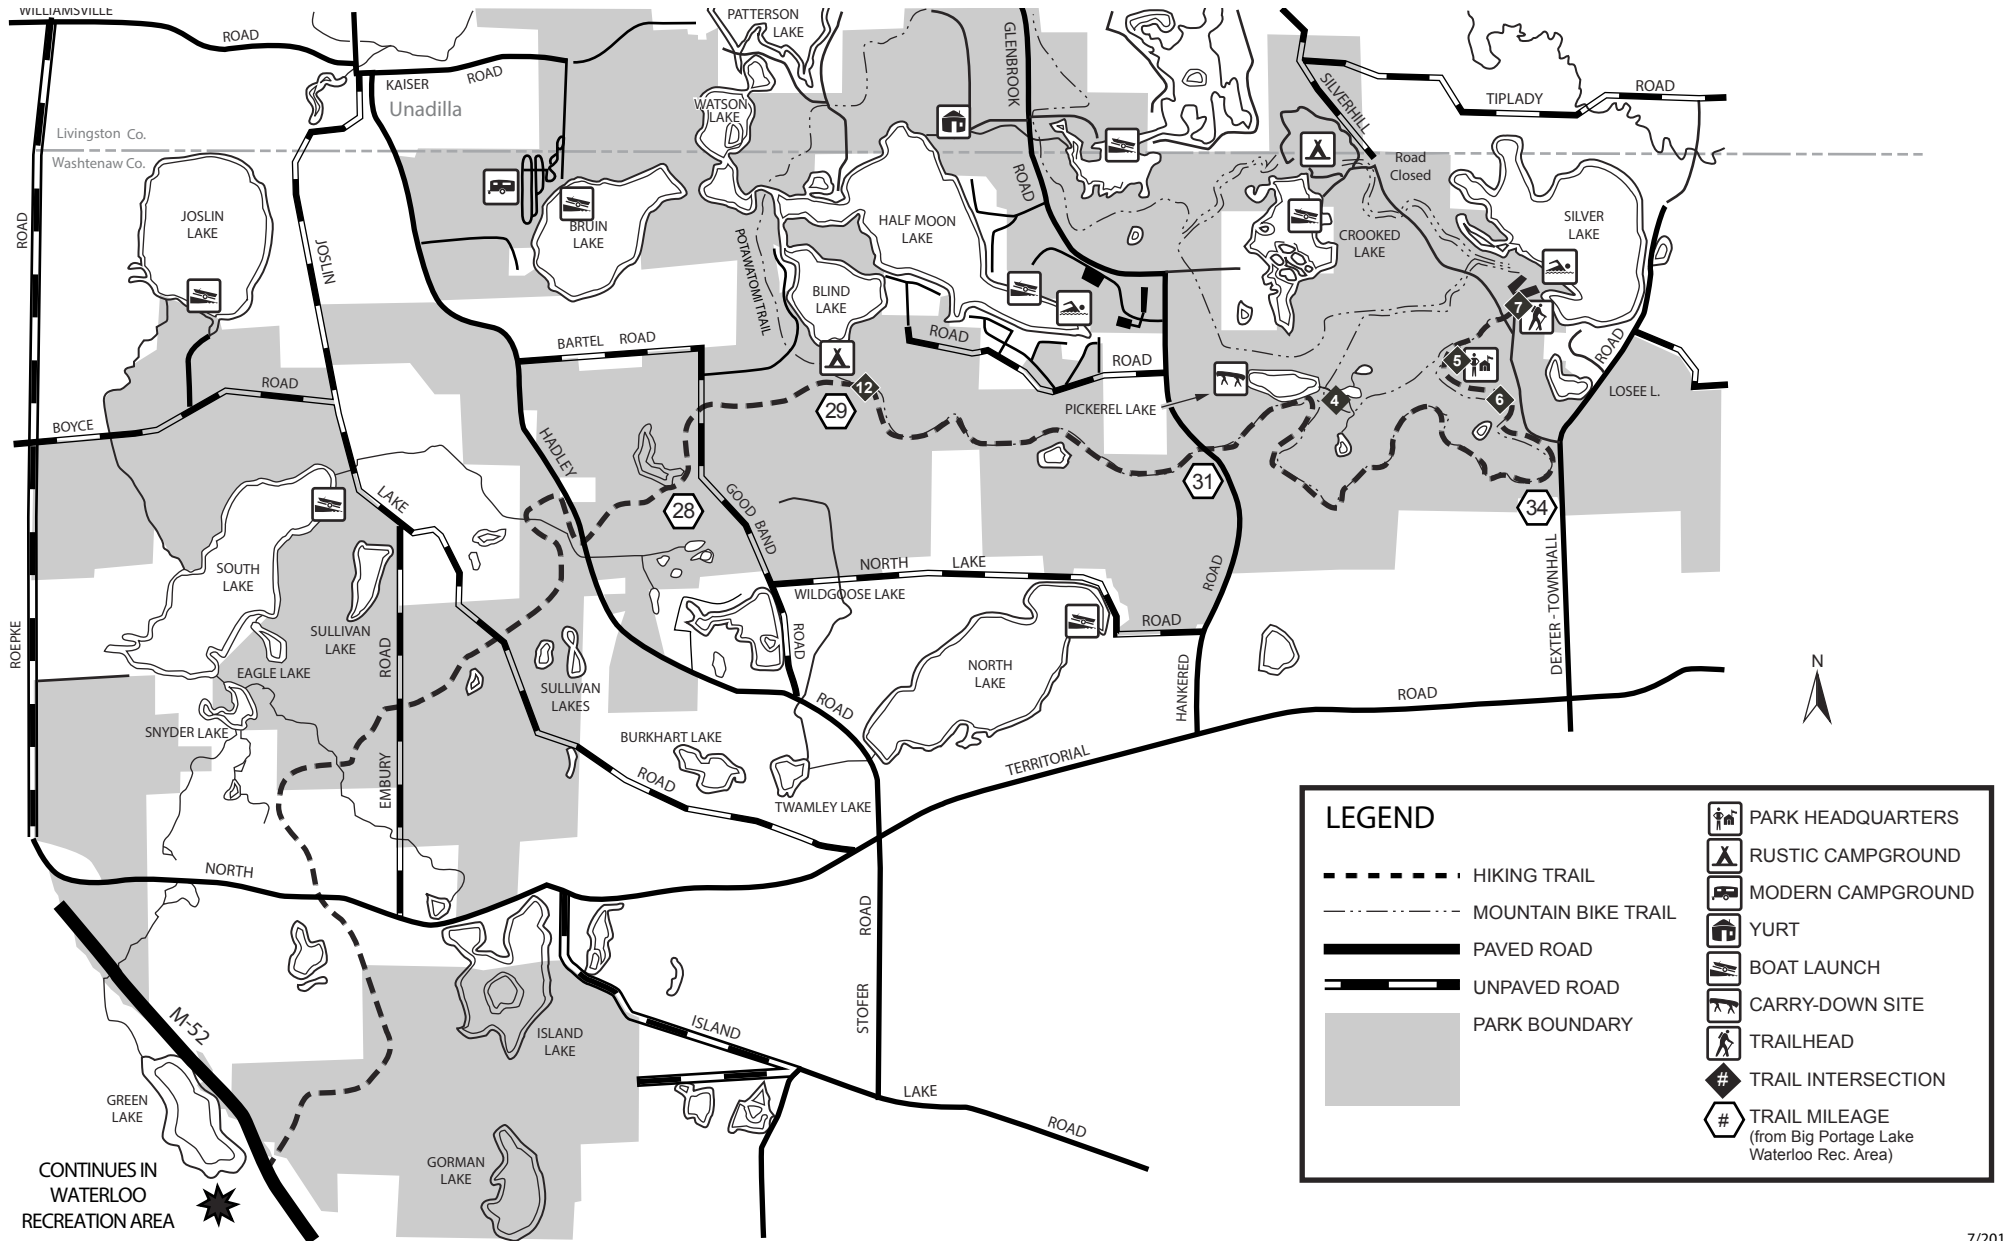 WILLIAMSVILLE
ROAD
KAISER
ROAD
Unadilla
PATTERSON
LAKE
GLENBROOK
ROAD
SILVERHILL
TIPLADY
ROAD
Livingston Co.
Washtenaw Co.
WATSON
LAKE
Road
Closed
ROAD
JOSLIN
LAKE
JOSLIN
BRUIN
LAKE
POTAWATOMI TRAIL
HALF MOON
LAKE
CROOKED
LAKE
SILVER
LAKE
BLIND
LAKE
7
BARTEL
ROAD
ROAD
ROAD
ROAD
5
12
29
PICKEREL LAKE
4
6
LOSEE L.
ROAD
BOYCE
HADLEY
LAKE
28
GOOD BAND
31
34
SOUTH
LAKE
NORTH
LAKE
WILDGOOSE LAKE
ROAD
DEXTER - TOWNHALL
ROEPKE
SULLIVAN
LAKE
ROAD
EAGLE LAKE
ROAD
ROAD
NORTH
LAKE
SULLIVAN
LAKES
HANKERED
ROAD
ROAD
N
SNYDER LAKE
BURKHART LAKE
TERRITORIAL
EMBURY
ROAD
TWAMLEY LAKE
NORTH
ROAD
STOFER
M-52
ISLAND
LAKE
ISLAND
LAKE
ROAD
GREEN
LAKE
GORMAN
LAKE
CONTINUES IN
WATERLOO
RECREATION AREA
LEGEND
HIKING TRAIL
MOUNTAIN BIKE TRAIL
PAVED ROAD
UNPAVED ROAD
PARK BOUNDARY
PARK HEADQUARTERS
RUSTIC CAMPGROUND
MODERN CAMPGROUND
YURT
BOAT LAUNCH
CARRY-DOWN SITE
TRAILHEAD
# TRAIL INTERSECTION
# TRAIL MILEAGE
(from Big Portage Lake
Waterloo Rec. Area)
7/201